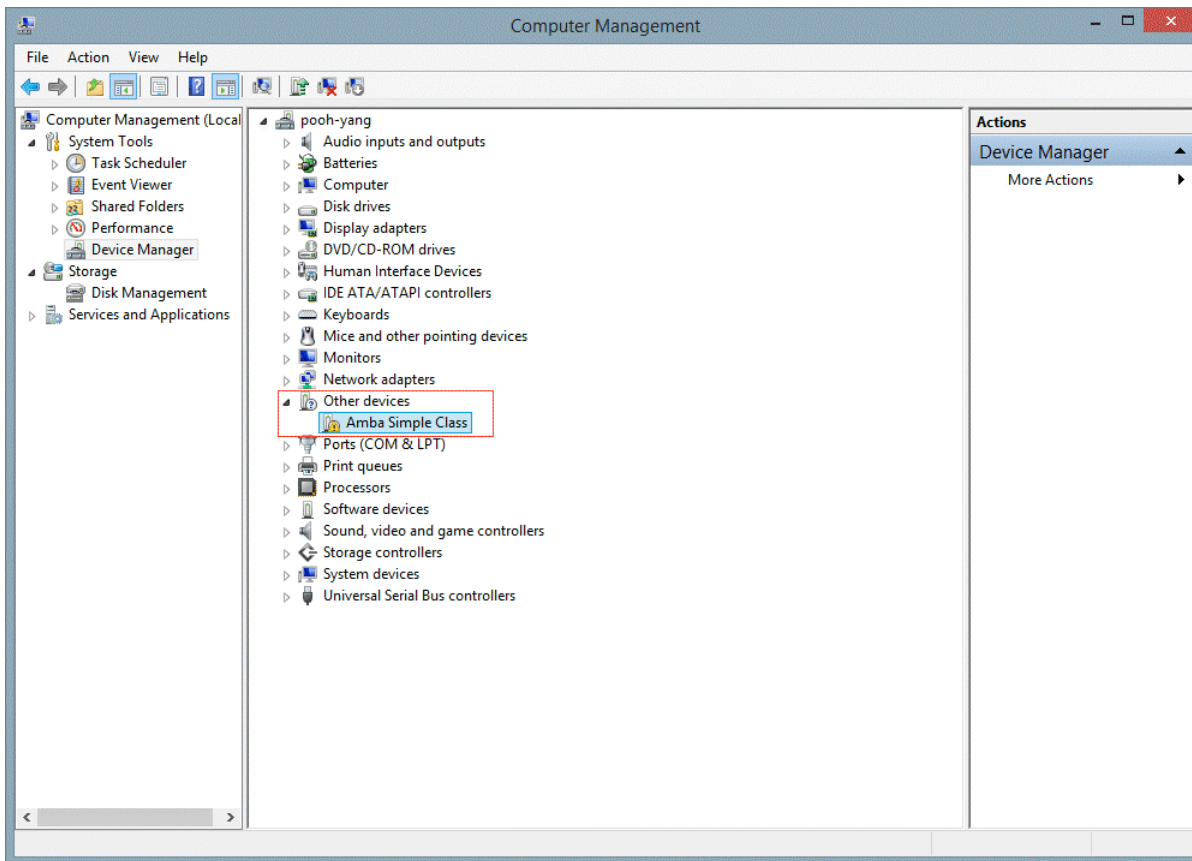 Computer Management
File Action View Help
Computer Management (Local
System Tools
Task Scheduler
Event Viewer
Shared Folders
Performance
Device Manager
Storage
Disk Management
Services and Applications
pooh-yang
Audio inputs and outputs
Batteries
Computer
Disk drives
Display adapters
DVD/CD-ROM drives
Human Interface Devices
IDE ATA/ATAPI controllers
Keyboards
Mice and other pointing devices
Monitors
Network adapters
Other devices
Amba Simple Class
Ports (COM & LPT)
Print queues
Processors
Software devices
Sound, video and game controllers
Storage controllers
System devices
Universal Serial Bus controllers
Actions
Device Manager
More Actions